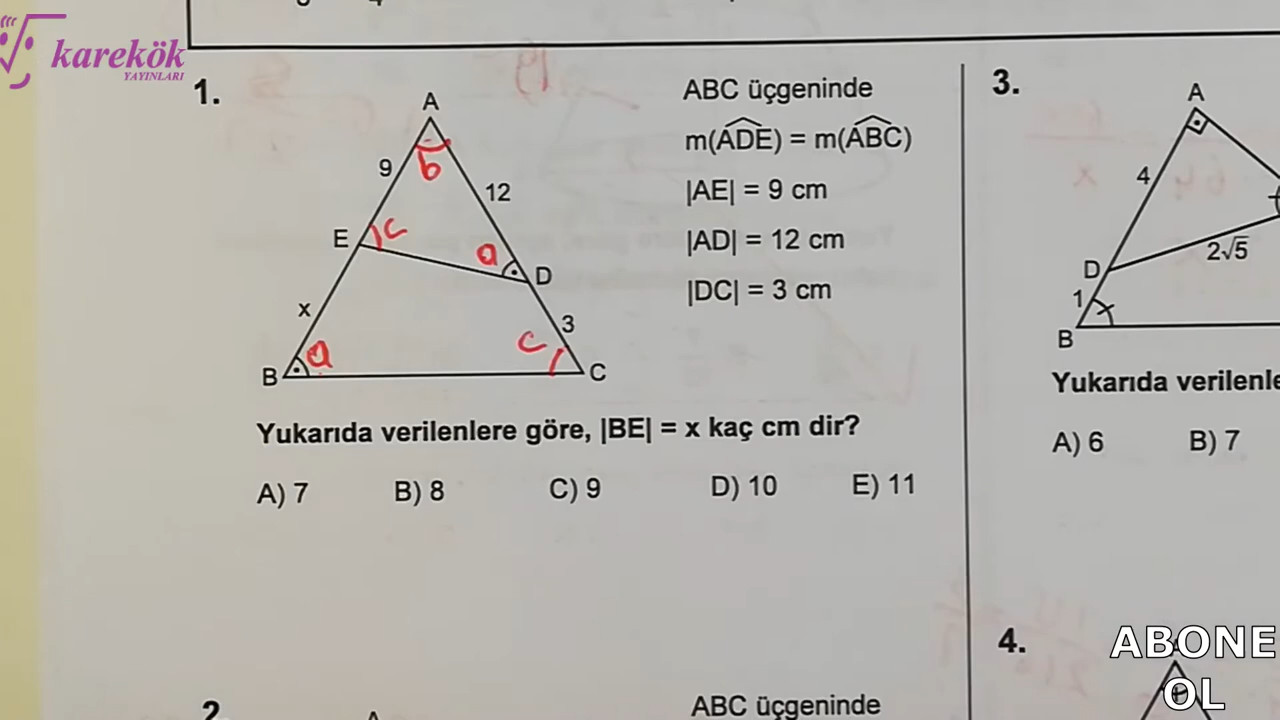 karekök
YAYINLARI
1.
A
9
b
12
E
c
a
D
x
3
c
a
B
C
ABC üçgeninde
m(ADE) = m(ABC)
|AE| = 9 cm
|AD| = 12 cm
|DC| = 3 cm
Yukarıda verilenlere göre, |BE| = x kaç cm dir?
A) 7 B) 8 C) 9 D) 10 E) 11
2.
ABC üçgeninde
3.
A
4
D
2√5
1
B
Yukarıda verilenle
A) 6 B) 7
4.
ABONE
OL